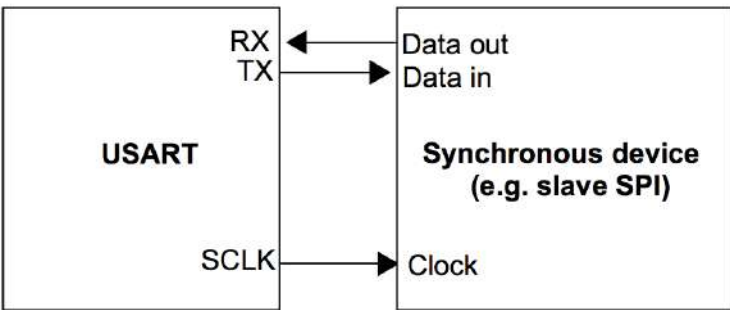 RX
TX
USART
SCLK
Data out
Data in
Synchronous device
(e.g. slave SPI)
Clock